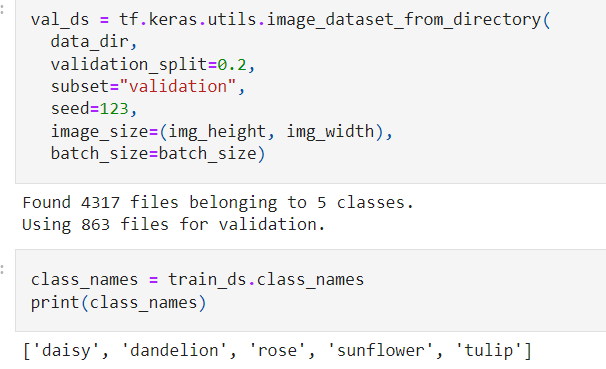 val_ds = tf.keras.utils.image_dataset_from_directory(
data_dir,
validation_split=0.2,
subset="validation",
seed=123,
image_size=(img_height, img_width),
batch_size=batch_size)
Found 4317 files belonging to 5 classes.
Using 863 files for validation.
class_names = train_ds.class_names
print(class_names)
['daisy', 'dandelion', 'rose', 'sunflower', 'tulip']